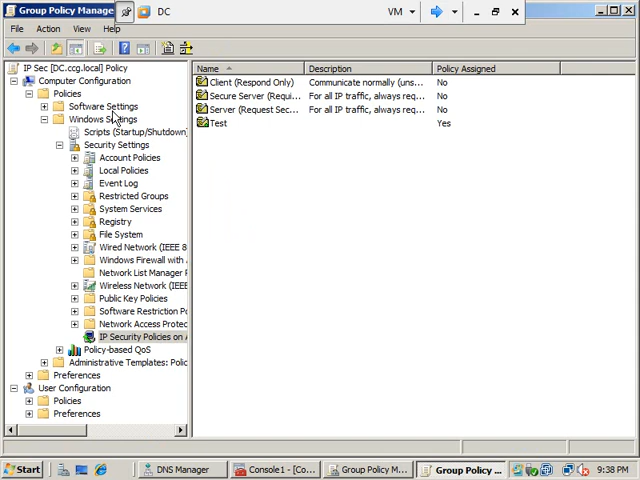 Group Policy Manage
DC
VM
File Action View Help
IP Sec [DC.ccg.local] Policy
Computer Configuration
Policies
Software Settings
Windows Settings
Scripts (Startup/Shutdown)
Security Settings
Account Policies
Local Policies
Event Log
Restricted Groups
System Services
Registry
File System
Wired Network (IEEE 8
Windows Firewall with
Network List Manager P
Wireless Network (IEEE
Public Key Policies
Software Restriction Po
Network Access Protec
IP Security Policies on A
Policy-based QoS
Administrative Templates: Polic
Preferences
User Configuration
Policies
Preferences
Name Description Policy Assigned
Client (Respond Only) Communicate normally (uns... No
Secure Server (Requi... For all IP traffic, always req... No
Server (Request Sec... For all IP traffic, always req... No
Test Yes
Start DNS Manager Console1 - [Co... Group Policy M... Group Policy ... 9:38 PM